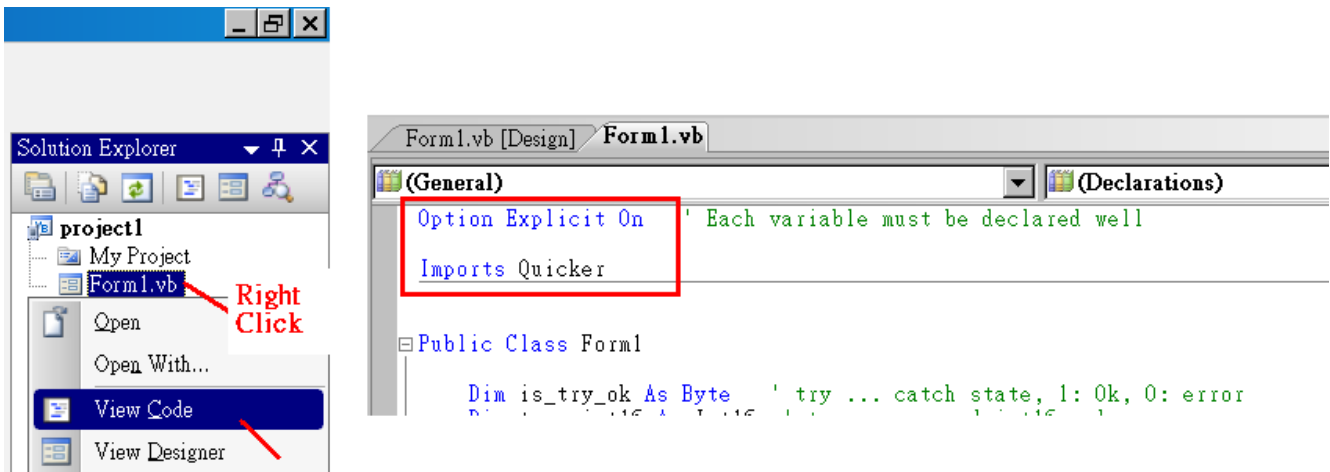 Solution Explorer
project1
My Project
Form1.vb
Right
Click
Open
Open With...
View Code
View Designer
Form1.vb [Design]
Form1.vb
(General)
(Declarations)
Option Explicit On ' Each variable must be declared well
Imports Quicker
Public Class Form1
Dim is_try_ok As Byte ' try ... catch state, 1: Ok, 0: error